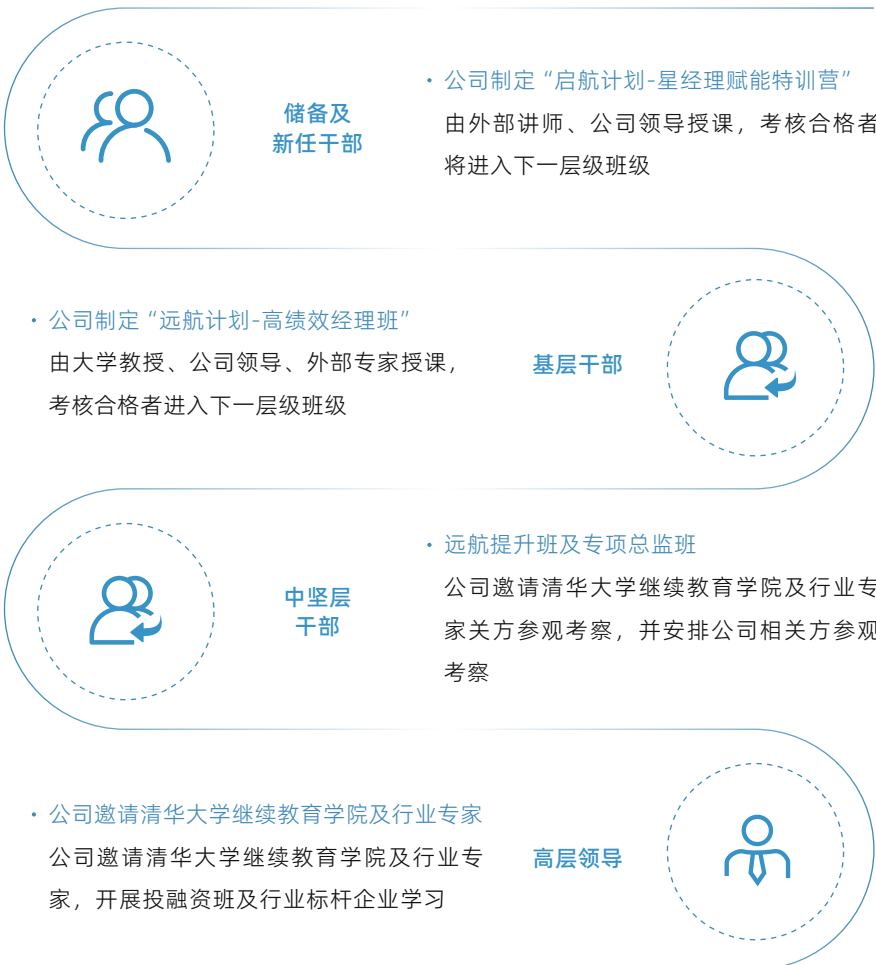 储备及
新任干部
·公司制定“启航计划-星经理赋能特训营”
由外部讲师、公司领导授课，考核合格者
将进入下一层级班级
·公司制定“远航计划-高绩效经理班”
由大学教授、公司领导、外部专家授课，
考核合格者进入下一层级班级
基层干部
中坚层
干部
·远航提升班及专项总监班
公司邀请清华大学继续教育学院及行业专
家关方参观考察，并安排公司相关方参观
考察
·公司邀请清华大学继续教育学院及行业专家
公司邀请清华大学继续教育学院及行业专
家，开展投融资班及行业标杆企业学习
高层领导